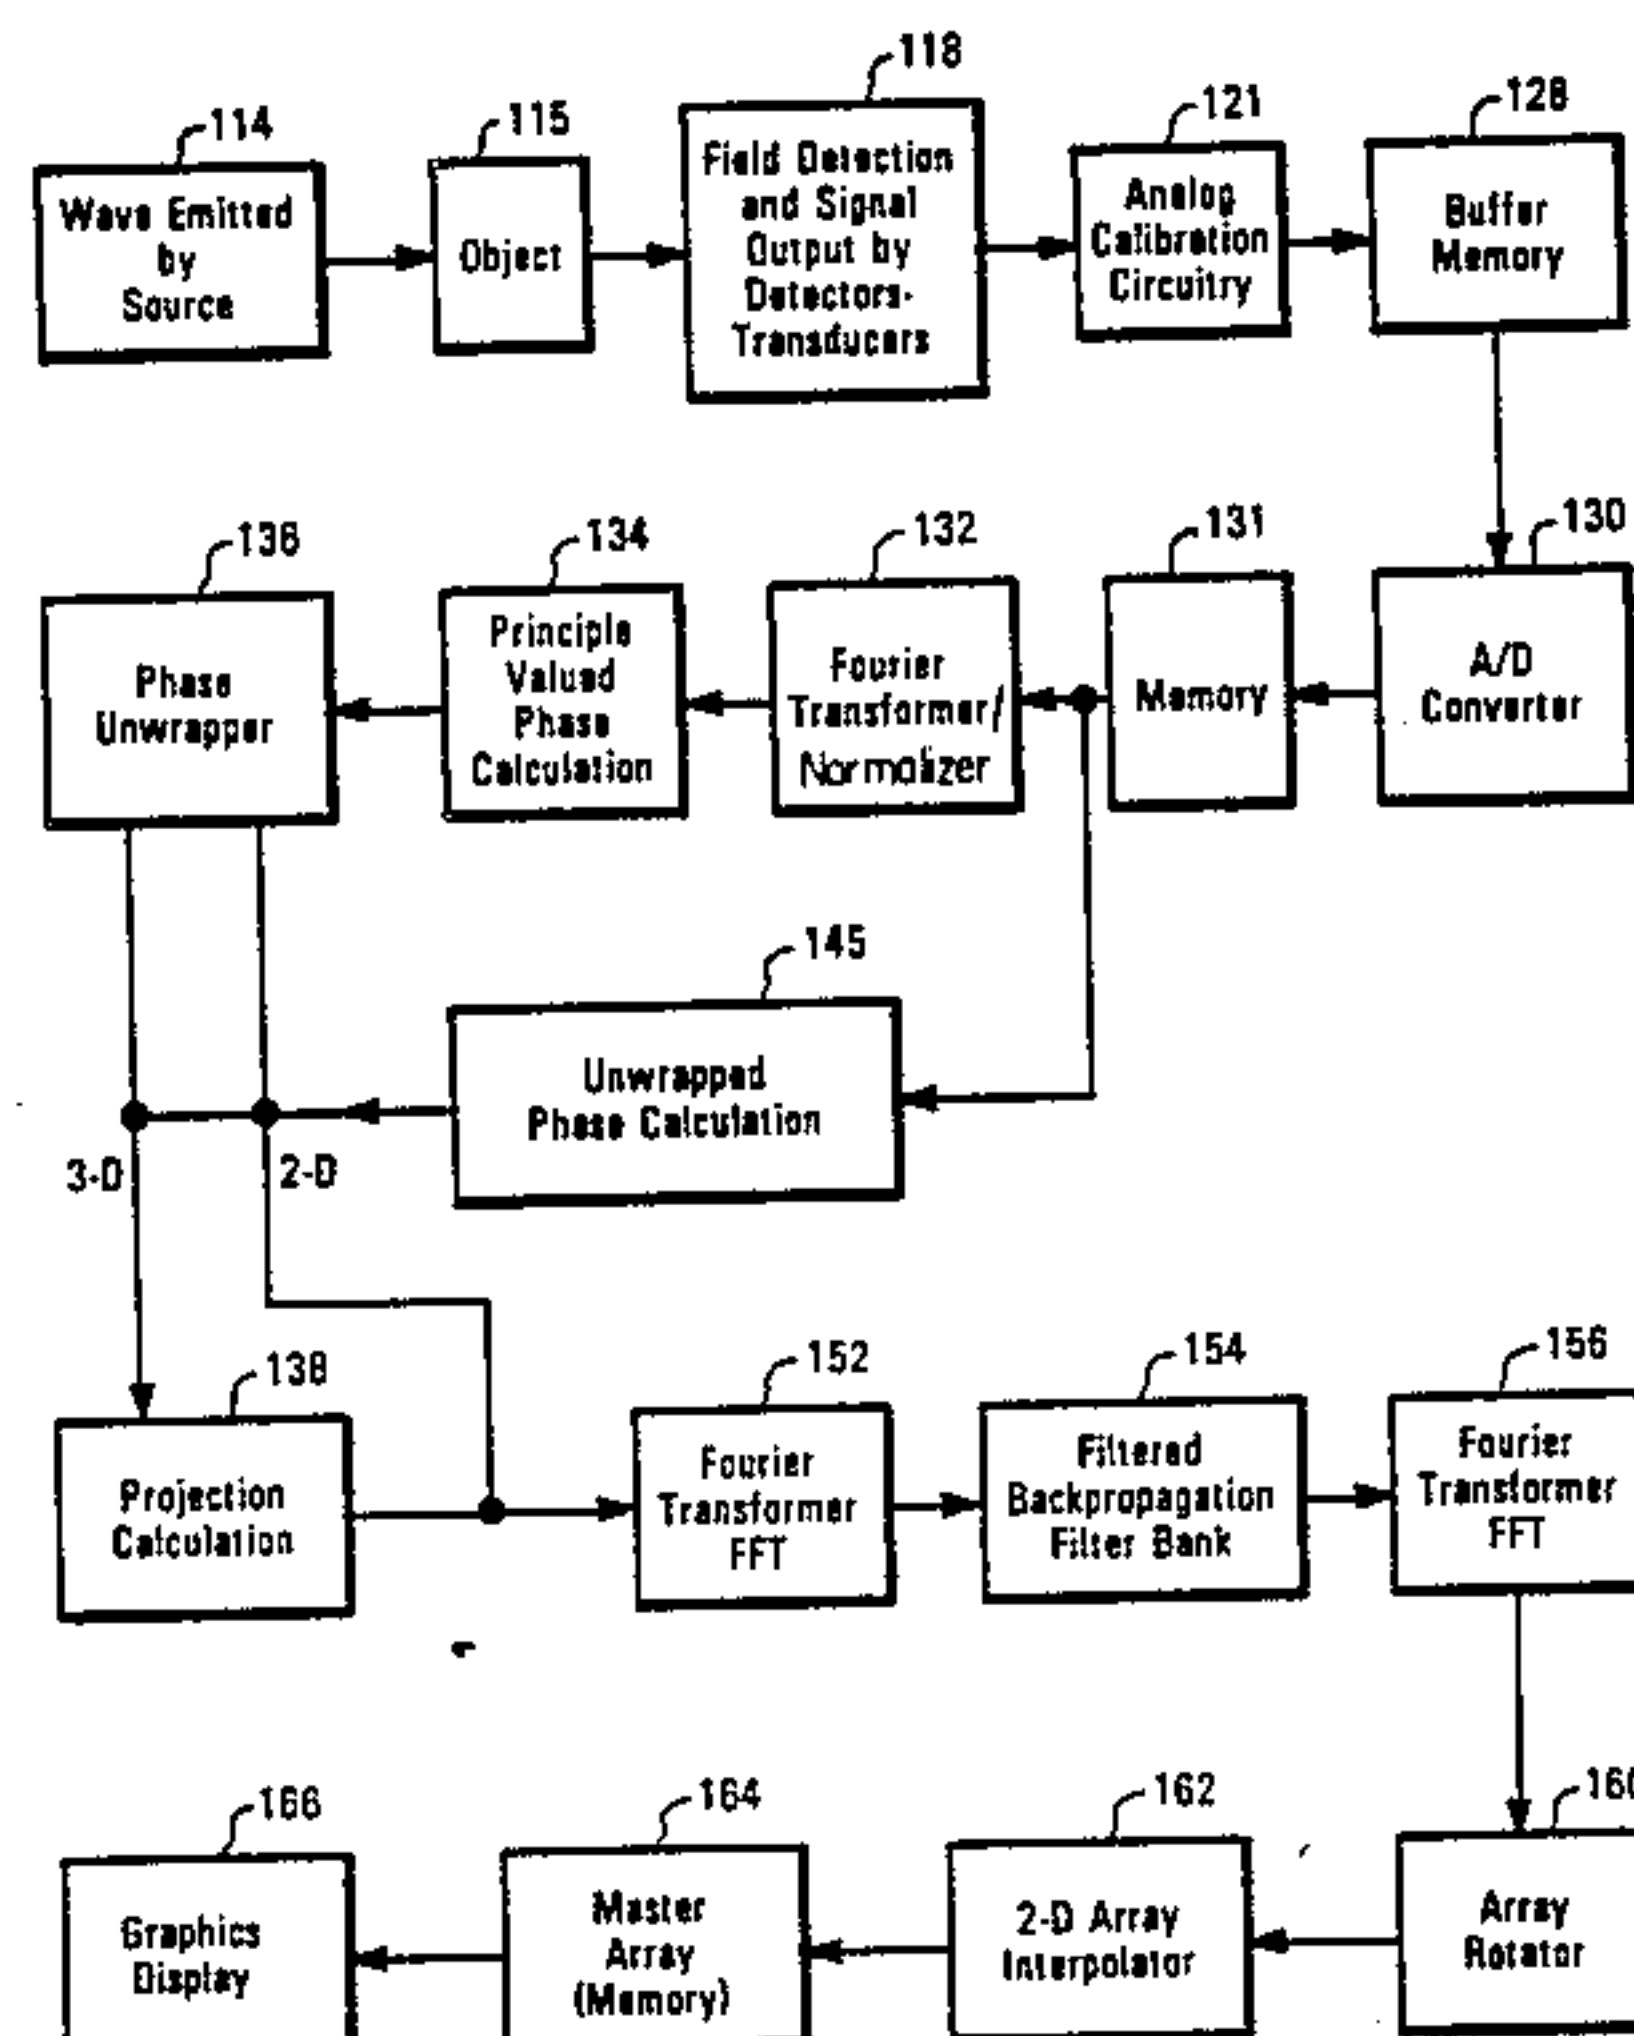 114
Wave Emitted
by
Source
115
Object
118
Field Detection
and Signal
Output by
Detectors-
Transducers
121
Analog
Calibration
Circuitry
128
Buffer
Memory
136
Phase
Unwrapper
134
Principle
Valued
Phase
Calculation
132
Fourier
Transformer/
Normalizer
131
Memory
130
A/D
Converter
145
Unwrapped
Phase Calculation
3-D
2-D
138
Projection
Calculation
152
Fourier
Transformer
FFT
154
Filtered
Backpropagation
Filter Bank
156
Fourier
Transformer
FFT
166
Graphics
Display
164
Master
Array
(Memory)
162
2-D Array
Interpolator
160
Array
Rotator